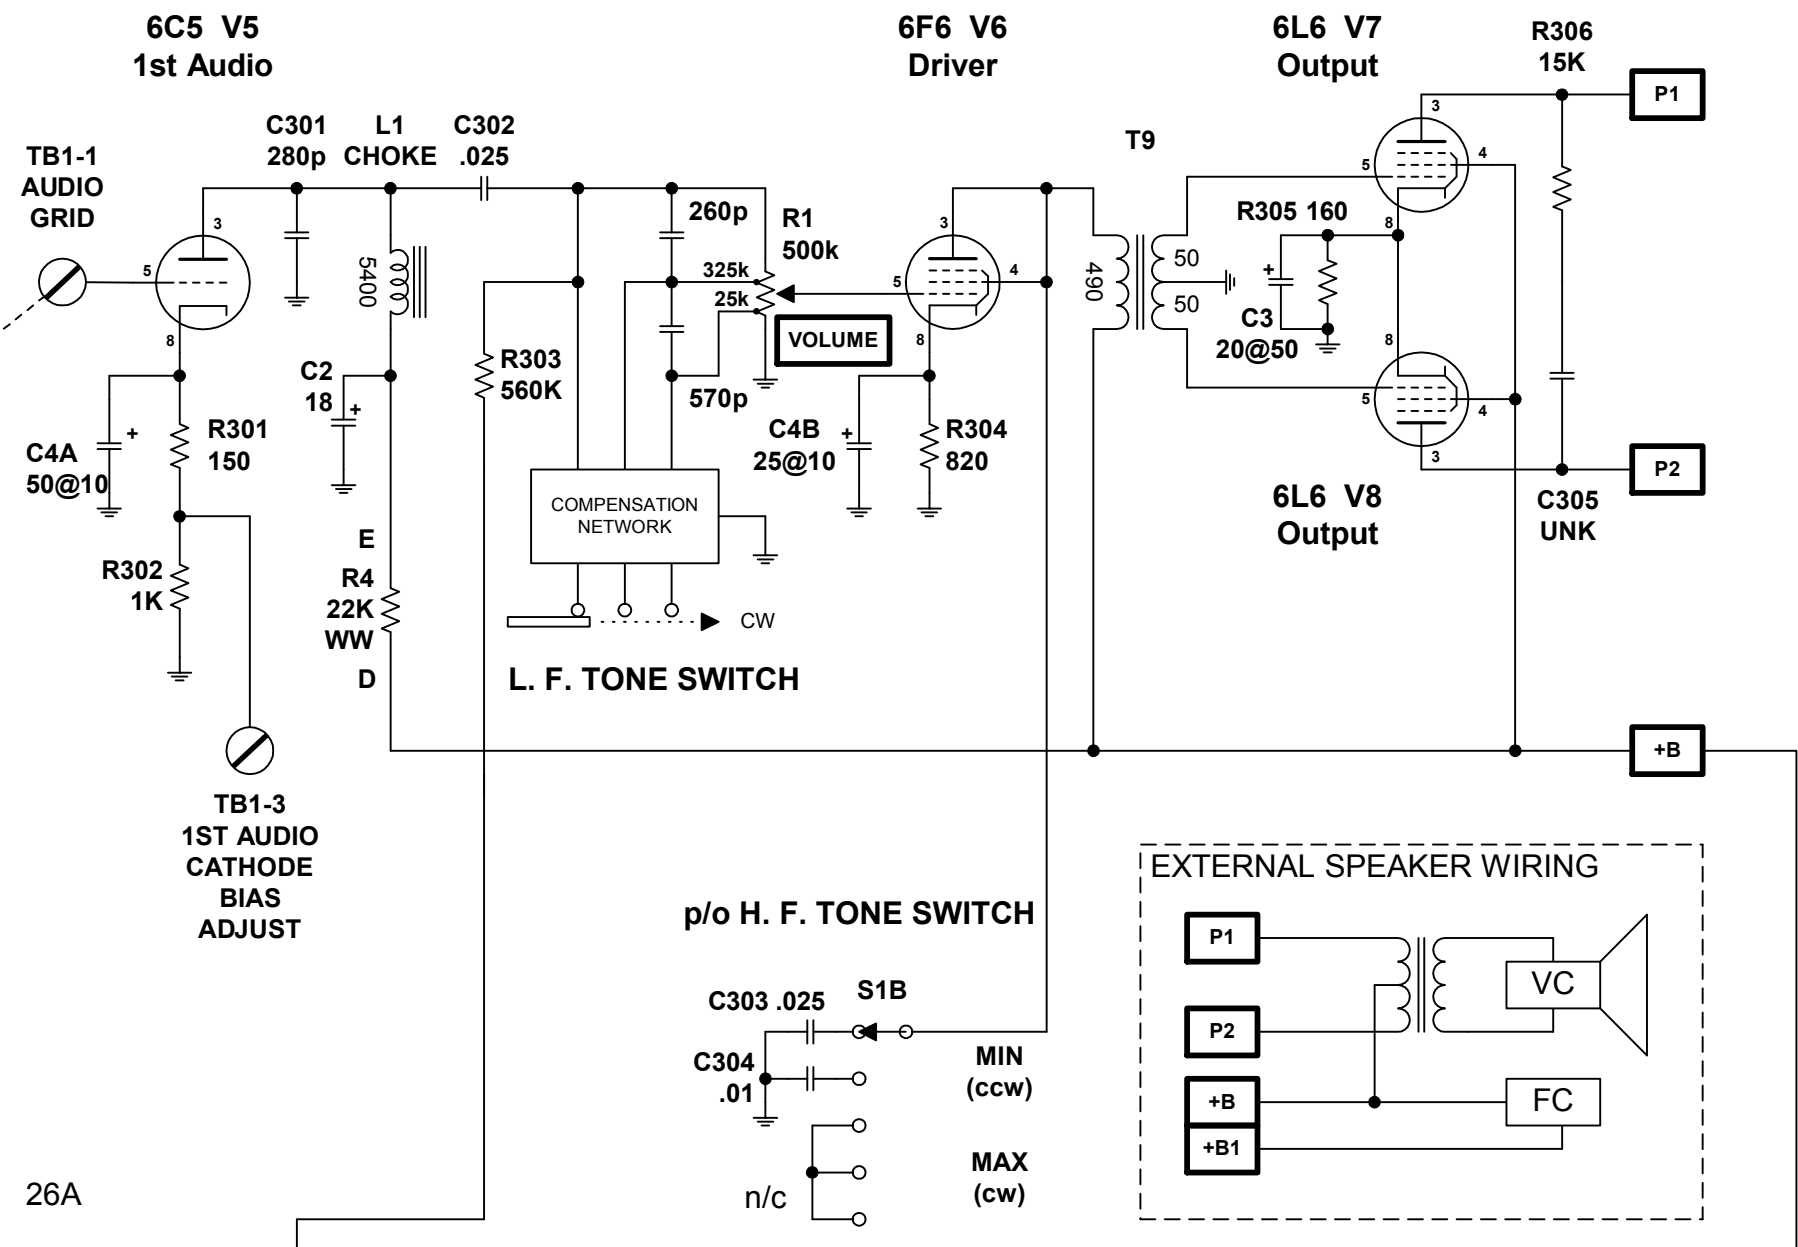 6C5 V5
1st Audio
6F6 V6
Driver
6L6 V7
Output
R306
15K
P1
TB1-1
AUDIO
GRID
C301
280p
L1
CHOKE
C302
.025
T9
3
5
8
5400
260p
R1
500k
325k
25k
VOLUME
570p
3
5
4
8
490
50
50
3
5
4
8
R305 160
C3
20@50
8
5
4
3
C4A
50@10
+
R301
150
C2
18
+
R303
560K
C4B
25@10
+
R304
820
+
P2
6L6 V8
Output
C305
UNK
COMPENSATION
NETWORK
R302
1K
E
R4
22K
WW
D
CW
L. F. TONE SWITCH
+B
TB1-3
1ST AUDIO
CATHODE
BIAS
ADJUST
p/o H. F. TONE SWITCH
C303 .025
S1B
C304
.01
MIN
(ccw)
MAX
(cw)
n/c
EXTERNAL SPEAKER WIRING
P1
VC
P2
+B
FC
+B1
26A